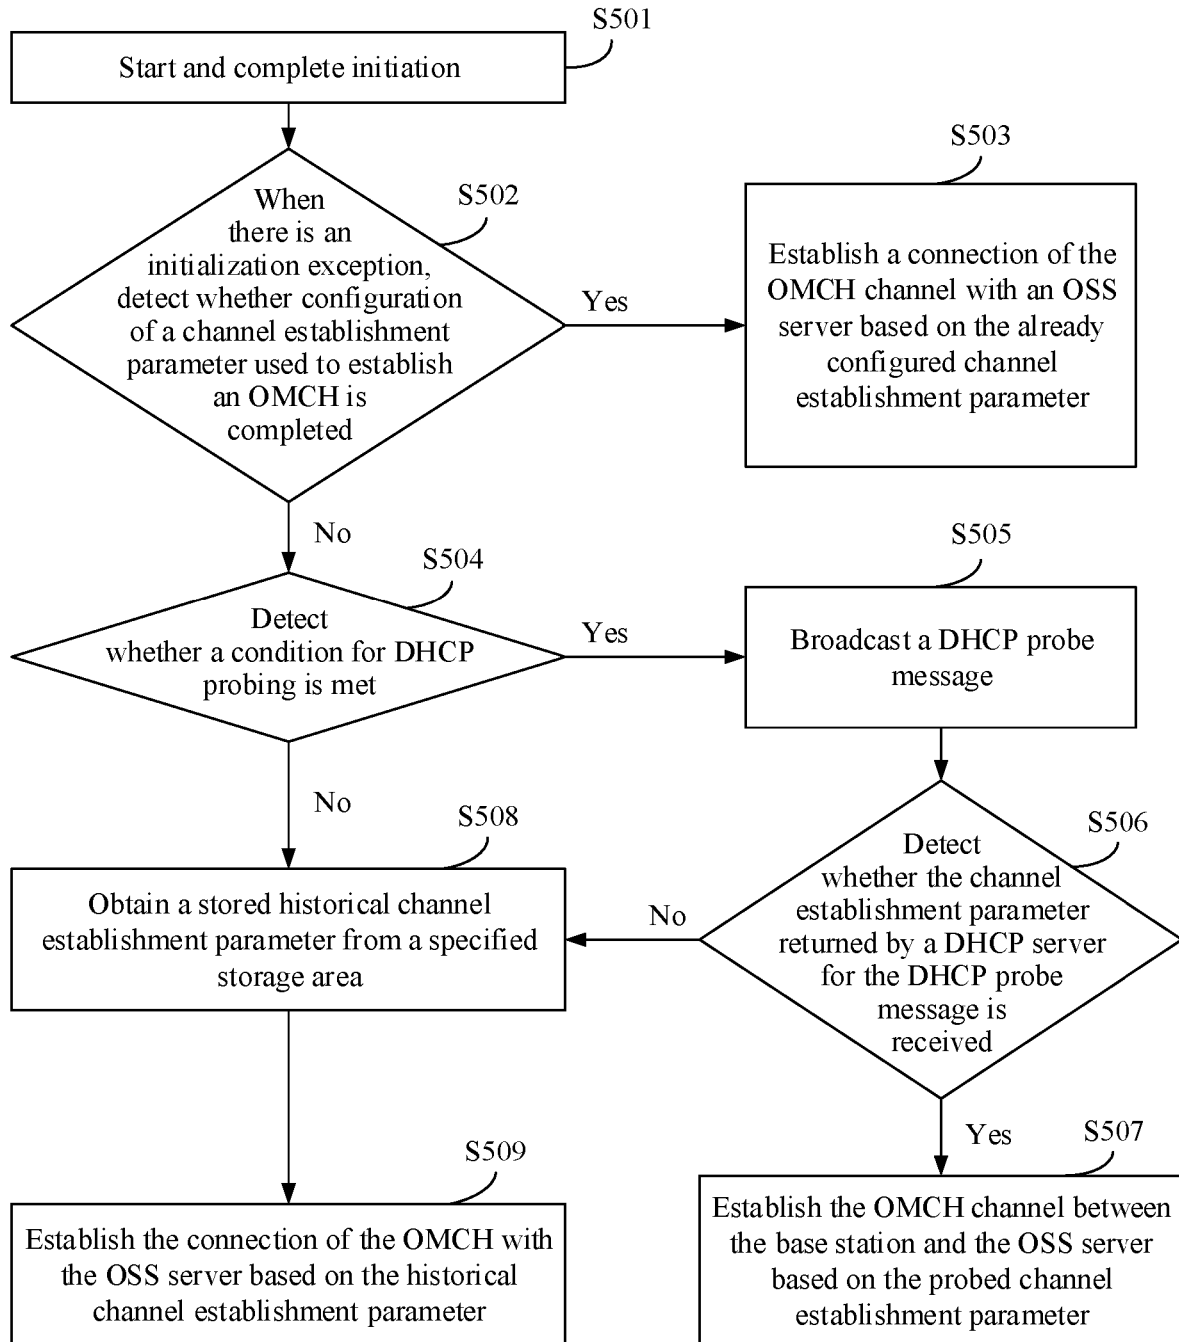 S501
Start and complete initiation
S502
When
there is an
initialization exception,
detect whether configuration
of a channel establishment
parameter used to establish
an OMCH is
completed
Yes
S503
Establish a connection of the
OMCH channel with an OSS
server based on the already
configured channel
establishment parameter
No
S504
Detect
whether a condition for DHCP
probing is met
Yes
S505
Broadcast a DHCP probe
message
No
S506
Detect
whether the channel
establishment parameter
returned by a DHCP server
for the DHCP probe
message is
received
No
S508
Obtain a stored historical channel
establishment parameter from a specified
storage area
Yes
S507
Establish the OMCH channel between
the base station and the OSS server
based on the probed channel
establishment parameter
S509
Establish the connection of the OMCH with
the OSS server based on the historical
channel establishment parameter